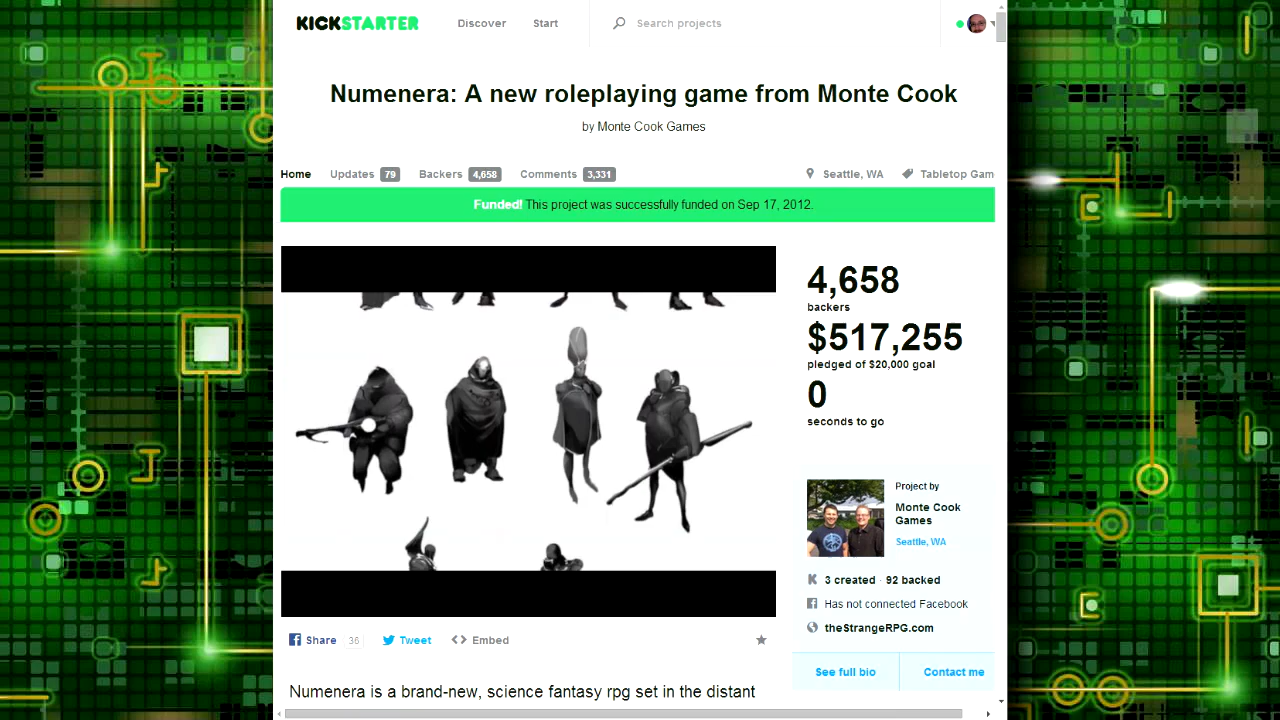 KICKSTARTER Discover Start Search projects
Numenera: A new roleplaying game from Monte Cook
by Monte Cook Games
Home Updates 79 Backers 4,658 Comments 3,331 Seattle, WA Tabletop Gam
Funded! This project was successfully funded on Sep 17, 2012.
4,658
backers
$517,255
pledged of $20,000 goal
0
seconds to go
Project by
Monte Cook
Games
Seattle, WA
3 created · 92 backed
Has not connected Facebook
theStrangeRPG.com
See full bio Contact me
Share 36 Tweet Embed
Numenera is a brand-new, science fantasy rpg set in the distant